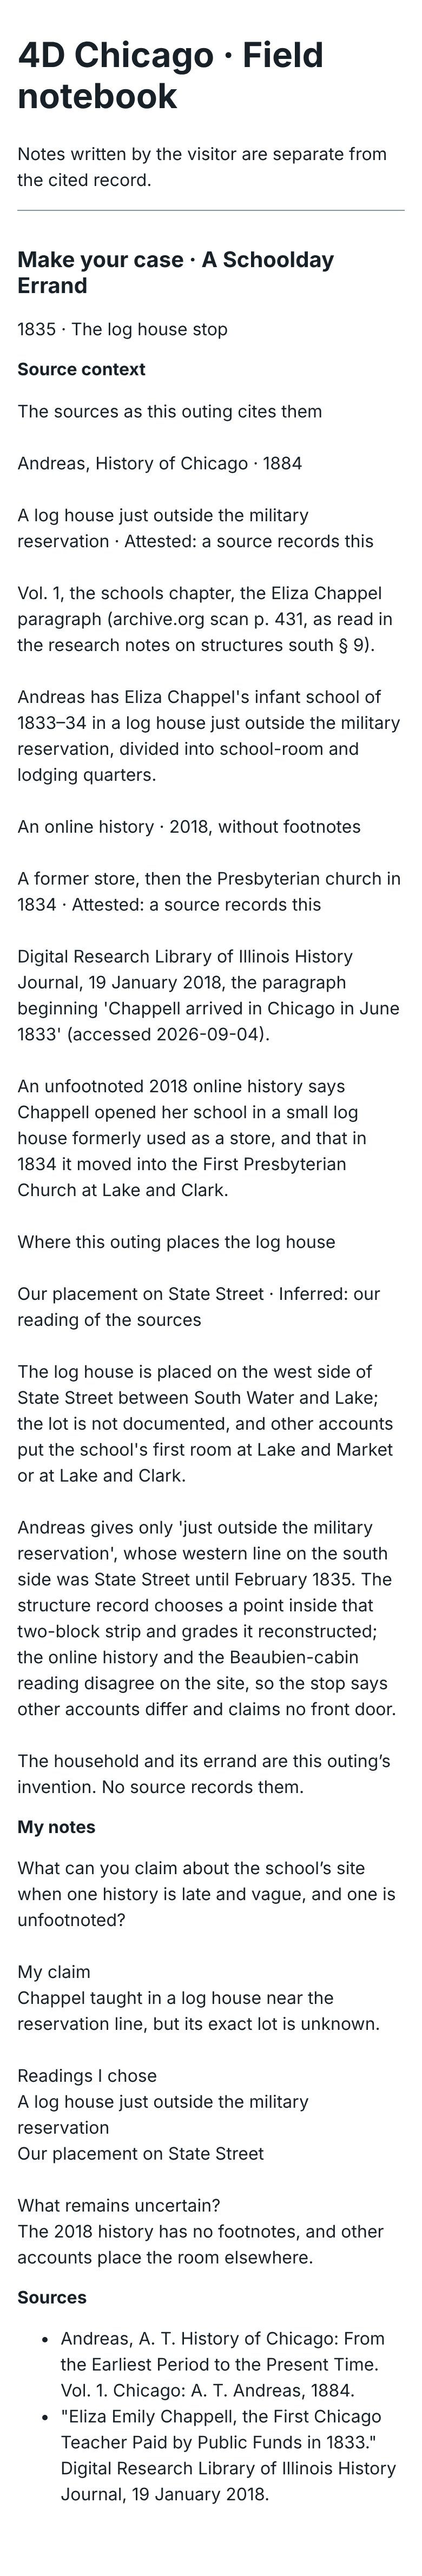 4D Chicago · Field
notebook
Notes written by the visitor are separate from
the cited record.
Make your case · A Schoolday
Errand
1835 · The log house stop
Source context
The sources as this outing cites them
Andreas, History of Chicago · 1884
A log house just outside the military
reservation · Attested: a source records this
Vol. 1, the schools chapter, the Eliza Chappel
paragraph (archive.org scan p. 431, as read in
the research notes on structures south § 9).
Andreas has Eliza Chappel's infant school of
1833–34 in a log house just outside the military
reservation, divided into school-room and
lodging quarters.
An online history · 2018, without footnotes
A former store, then the Presbyterian church in
1834 · Attested: a source records this
Digital Research Library of Illinois History
Journal, 19 January 2018, the paragraph
beginning 'Chappell arrived in Chicago in June
1833' (accessed 2026-09-04).
An unfootnoted 2018 online history says
Chappell opened her school in a small log
house formerly used as a store, and that in
1834 it moved into the First Presbyterian
Church at Lake and Clark.
Where this outing places the log house
Our placement on State Street · Inferred: our
reading of the sources
The log house is placed on the west side of
State Street between South Water and Lake;
the lot is not documented, and other accounts
put the school's first room at Lake and Market
or at Lake and Clark.
Andreas gives only 'just outside the military
reservation', whose western line on the south
side was State Street until February 1835. The
structure record chooses a point inside that
two-block strip and grades it reconstructed;
the online history and the Beaubien-cabin
reading disagree on the site, so the stop says
other accounts differ and claims no front door.
The household and its errand are this outing’s
invention. No source records them.
My notes
What can you claim about the school’s site
when one history is late and vague, and one is
unfootnoted?
My claim
Chappel taught in a log house near the
reservation line, but its exact lot is unknown.
Readings I chose
A log house just outside the military
reservation
Our placement on State Street
What remains uncertain?
The 2018 history has no footnotes, and other
accounts place the room elsewhere.
Sources
• Andreas, A. T. History of Chicago: From
the Earliest Period to the Present Time.
Vol. 1. Chicago: A. T. Andreas, 1884.
• "Eliza Emily Chappell, the First Chicago
Teacher Paid by Public Funds in 1833."
Digital Research Library of Illinois History
Journal, 19 January 2018.